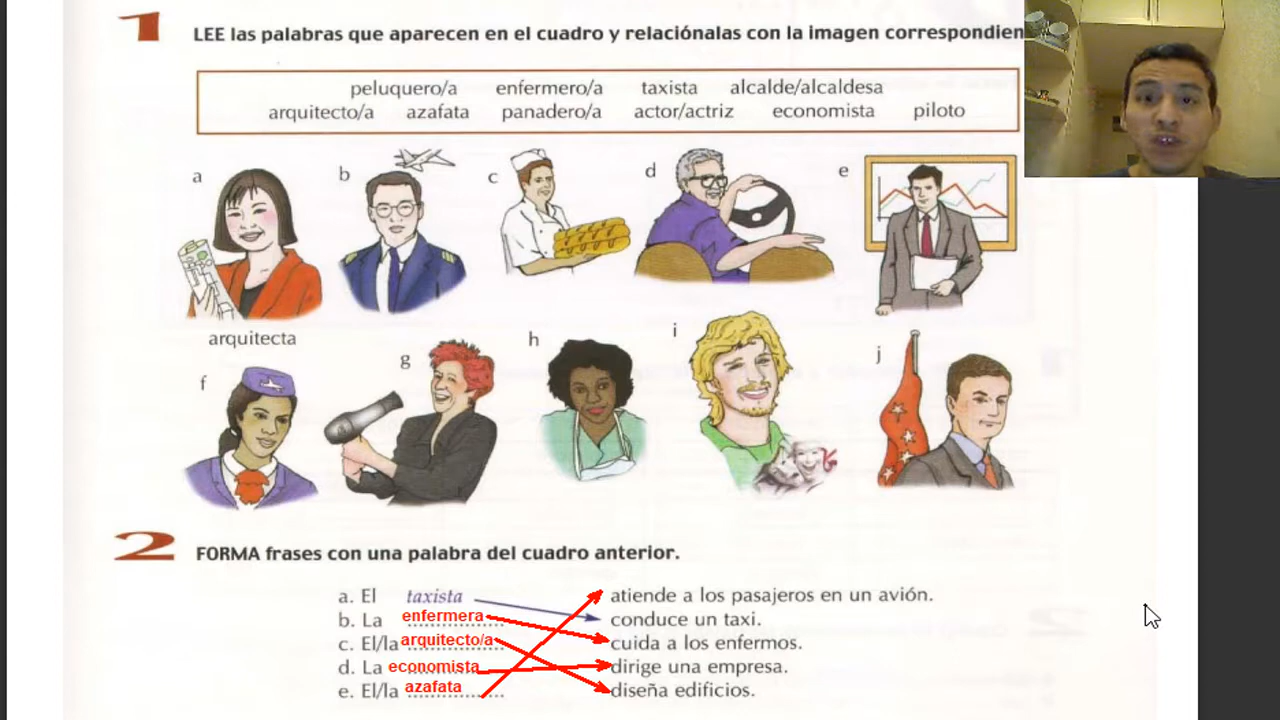 1 LEE las palabras que aparecen en el cuadro y relaciónalas con la imagen correspondien
peluquero/a enfermero/a taxista alcalde/alcaldesa
arquitecto/a azafata panadero/a actor/actriz economista piloto
a b c d e
arquitecta
f g h i j
2 FORMA frases con una palabra del cuadro anterior.
a. El taxista atiende a los pasajeros en un avión.
b. La enfermera conduce un taxi.
c. El/la arquitecto/a cuida a los enfermos.
d. La economista dirige una empresa.
e. El/la azafata diseña edificios.